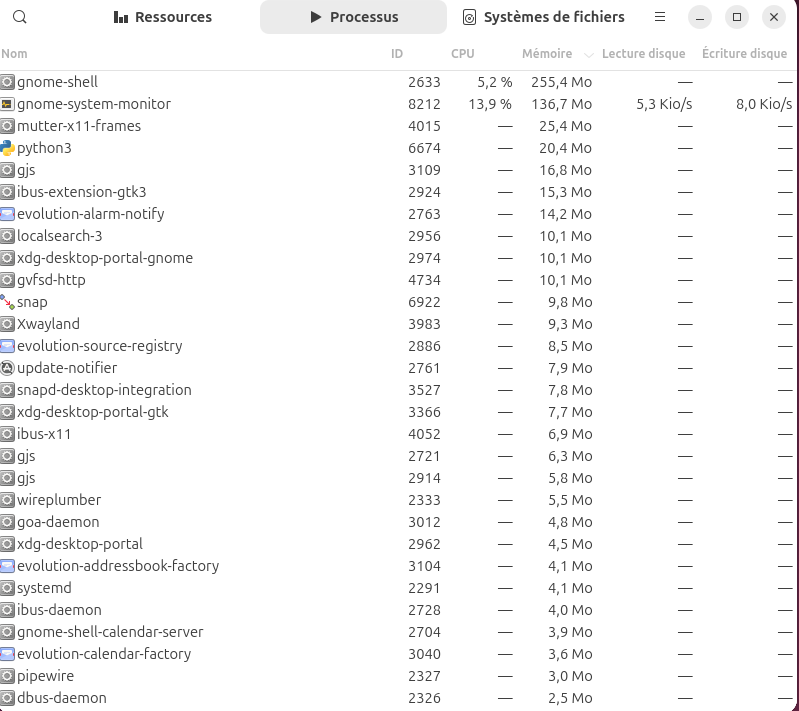 Ressources Processus Systèmes de fichiers
Nom ID CPU Mémoire Lecture disque Écriture disque
gnome-shell 2633 5,2 % 255,4 Mo — —
gnome-system-monitor 8212 13,9 % 136,7 Mo 5,3 Kio/s 8,0 Kio/s
mutter-x11-frames 4015 — 25,4 Mo — —
python3 6674 — 20,4 Mo — —
gjs 3109 — 16,8 Mo — —
ibus-extension-gtk3 2924 — 15,3 Mo — —
evolution-alarm-notify 2763 — 14,2 Mo — —
localsearch-3 2956 — 10,1 Mo — —
xdg-desktop-portal-gnome 2974 — 10,1 Mo — —
gvfsd-http 4734 — 10,1 Mo — —
snap 6922 — 9,8 Mo — —
Xwayland 3983 — 9,3 Mo — —
evolution-source-registry 2886 — 8,5 Mo — —
update-notifier 2761 — 7,9 Mo — —
snapd-desktop-integration 3527 — 7,8 Mo — —
xdg-desktop-portal-gtk 3366 — 7,7 Mo — —
ibus-x11 4052 — 6,9 Mo — —
gjs 2721 — 6,3 Mo — —
gjs 2914 — 5,8 Mo — —
wireplumber 2333 — 5,5 Mo — —
goa-daemon 3012 — 4,8 Mo — —
xdg-desktop-portal 2962 — 4,5 Mo — —
evolution-addressbook-factory 3104 — 4,1 Mo — —
systemd 2291 — 4,1 Mo — —
ibus-daemon 2728 — 4,0 Mo — —
gnome-shell-calendar-server 2704 — 3,9 Mo — —
evolution-calendar-factory 3040 — 3,6 Mo — —
pipewire 2327 — 3,0 Mo — —
dbus-daemon 2326 — 2,5 Mo — —